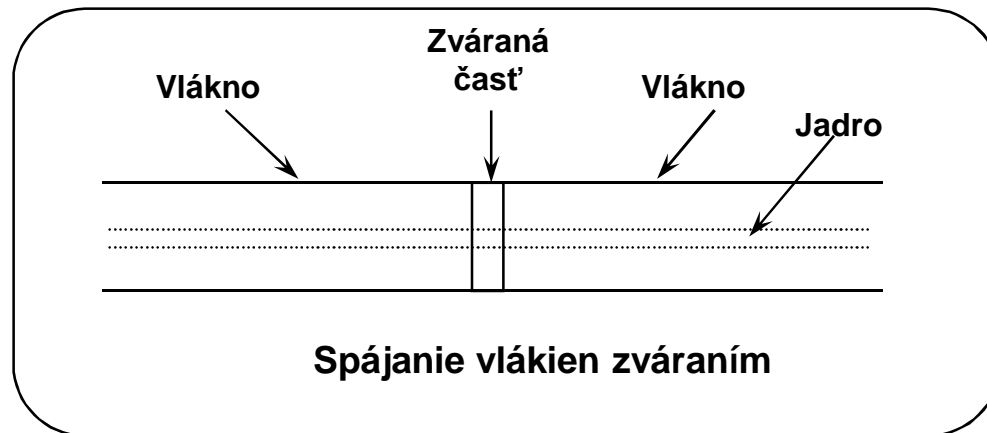 Zváraná
časť
Vlákno
Vlákno
Jadro
Spájanie vlákien zváraním